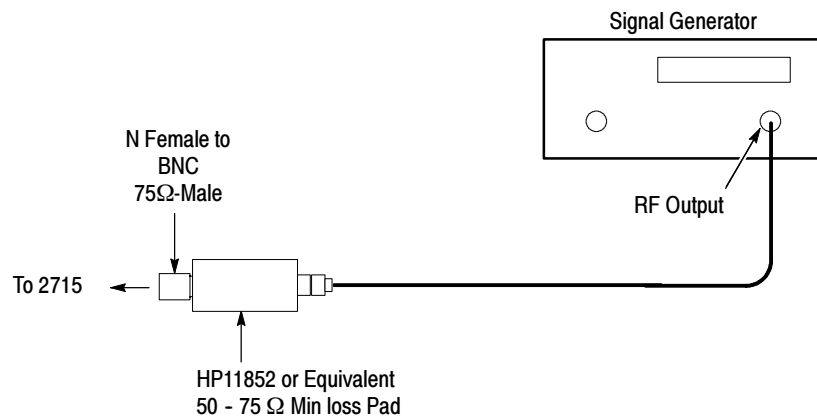 Signal Generator
N Female to
BNC
75Ω-Male
RF Output
To 2715
HP11852 or Equivalent
50 - 75 Ω Min loss Pad